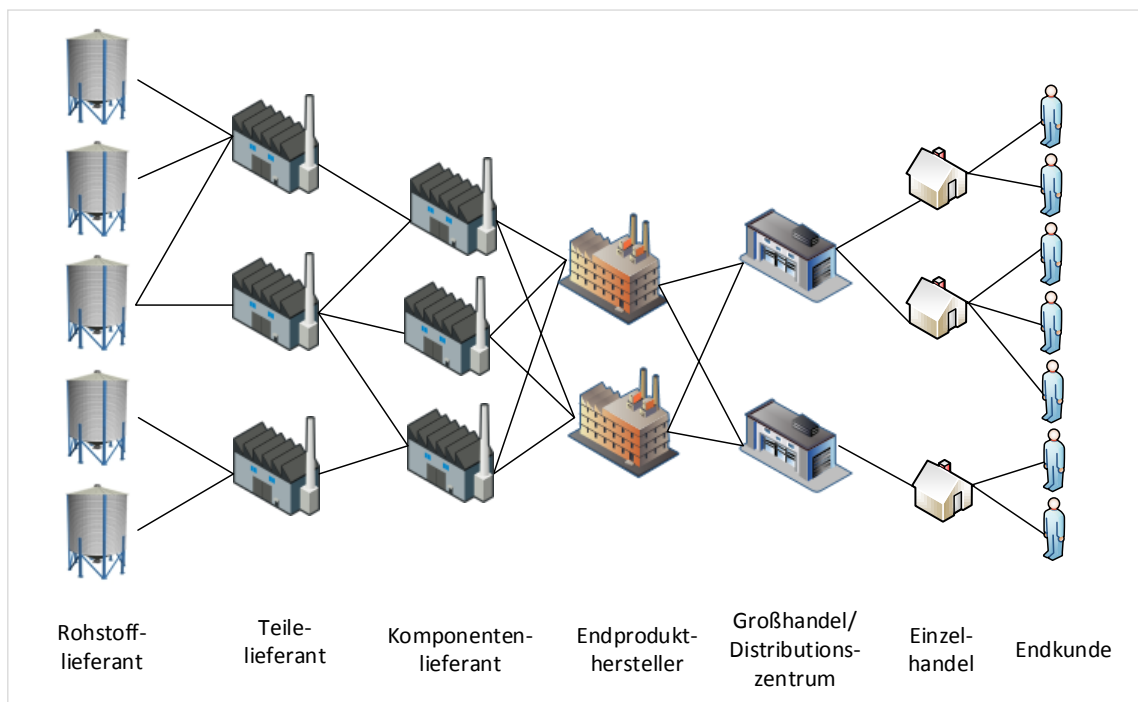 Rohstoff-
lieferant
Teile-
lieferant
Komponenten-
lieferant
Endprodukt-
hersteller
Großhandel/
Distributions-
zentrum
Einzel-
handel
Endkunde